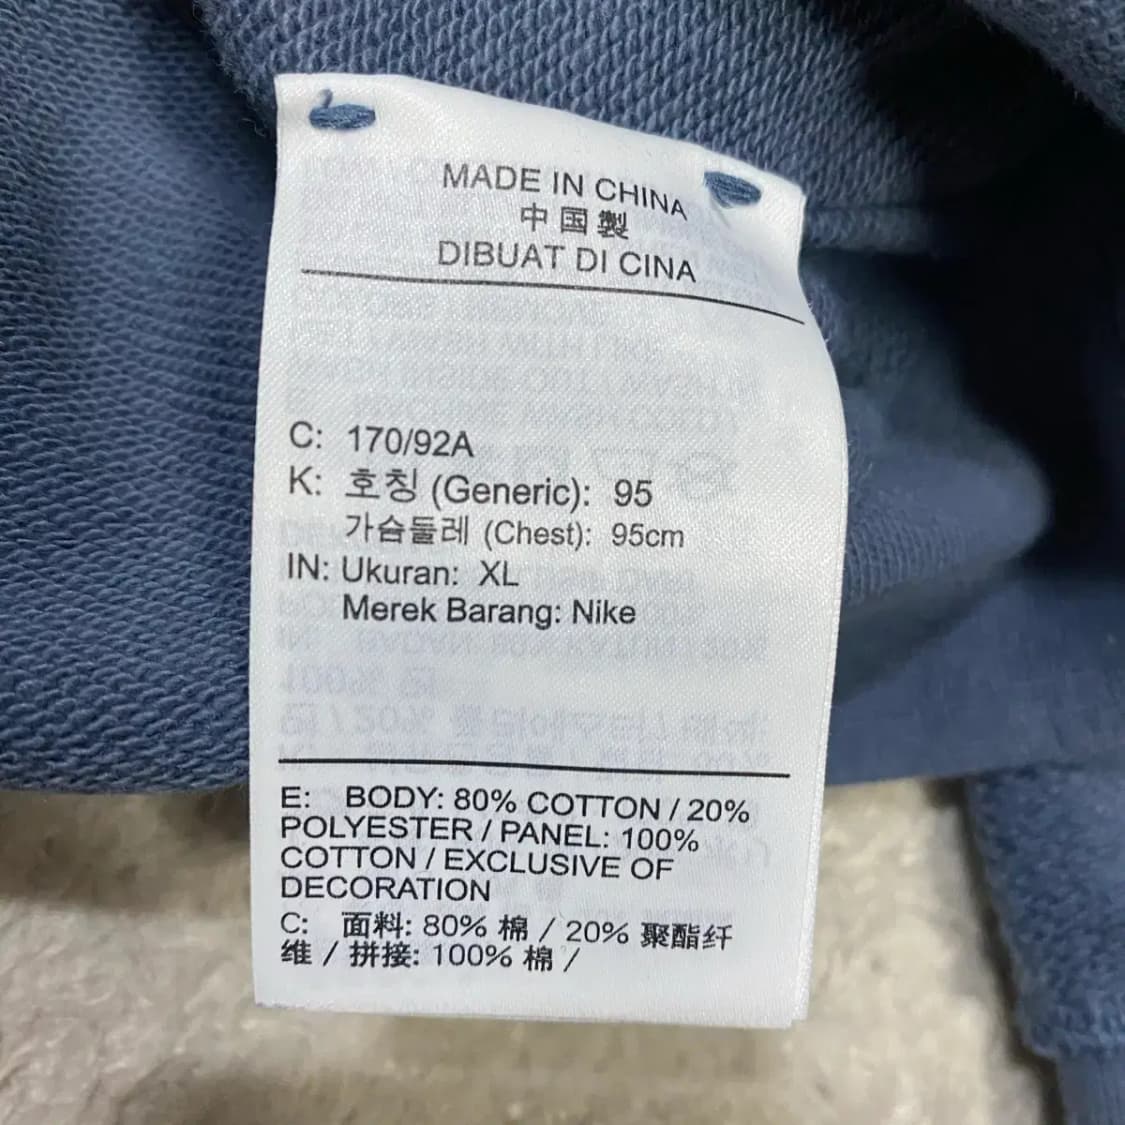 MADE IN CHINA
中国製
DIBUAT DI CINA
C: 170/92A
K: 호칭 (Generic): 95
가슴둘레 (Chest): 95cm
IN: Ukuran: XL
Merek Barang: Nike
E: BODY: 80% COTTON / 20%
POLYESTER / PANEL: 100%
COTTON / EXCLUSIVE OF
DECORATION
C: 面料: 80% 棉 / 20% 聚酯纤
维 / 拼接: 100% 棉 /